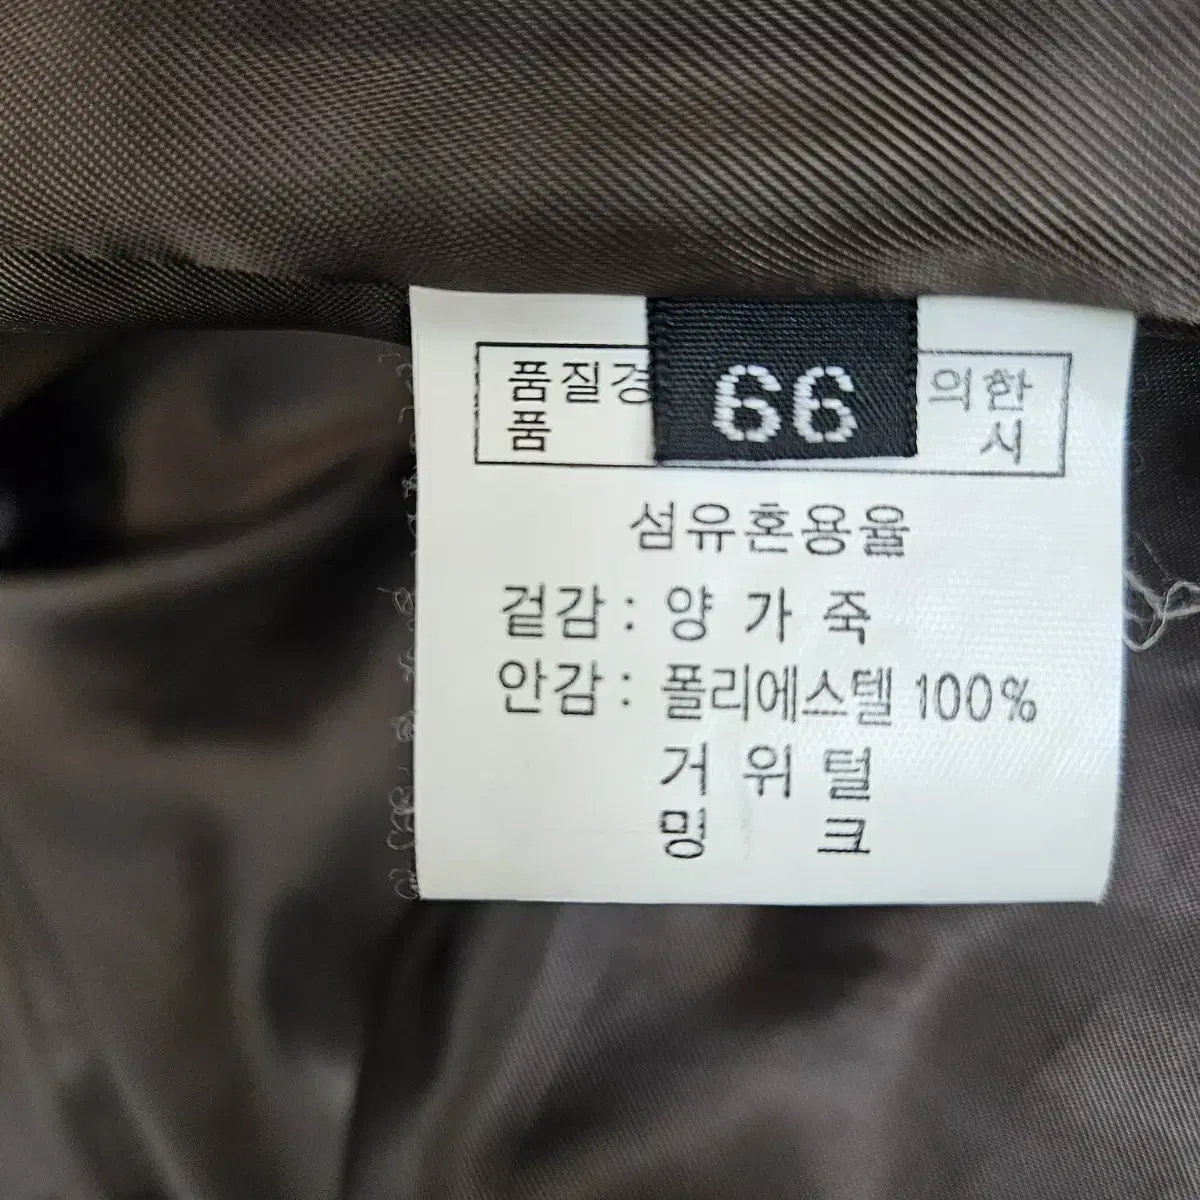 품질경 의한
품 시
66
섬유혼용율
겉감 : 양 가 죽
안감 : 폴리에스텔 100%
거 위 털
밍 크